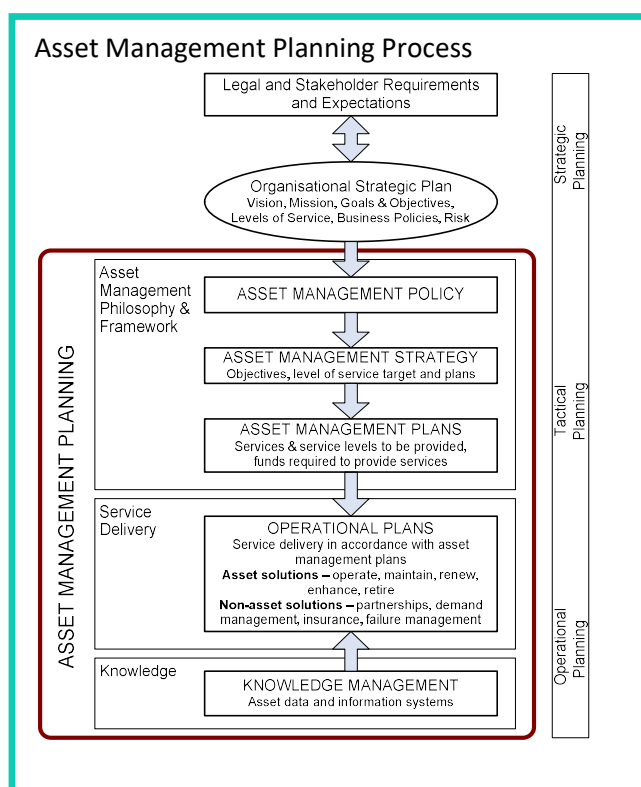 Asset Management Planning Process
Legal and Stakeholder Requirements
and Expectations
Organisational Strategic Plan
Vision, Mission, Goals & Objectives,
Levels of Service, Business Policies, Risk
Strategic
Planning
ASSET MANAGEMENT PLANNING
Asset
Management
Philosophy &
Framework
ASSET MANAGEMENT POLICY
ASSET MANAGEMENT STRATEGY
Objectives, level of service target and plans
ASSET MANAGEMENT PLANS
Services & service levels to be provided,
funds required to provide services
Tactical
Planning
Service
Delivery
OPERATIONAL PLANS
Service delivery in accordance with asset
management plans
Asset solutions – operate, maintain, renew,
enhance, retire
Non-asset solutions – partnerships, demand
management, insurance, failure management
Operational
Planning
Knowledge
KNOWLEDGE MANAGEMENT
Asset data and information systems